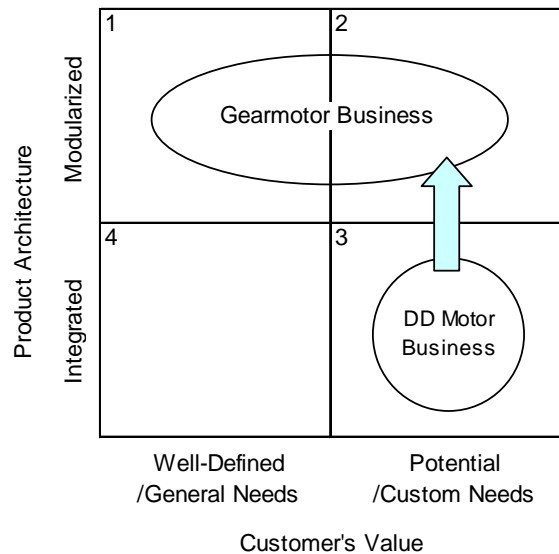 1
2
Gearmotor Business
Modularized
Product Architecture
4
3
DD Motor
Business
Integrated
Well-Defined
/General Needs
Potential
/Custom Needs
Customer's Value